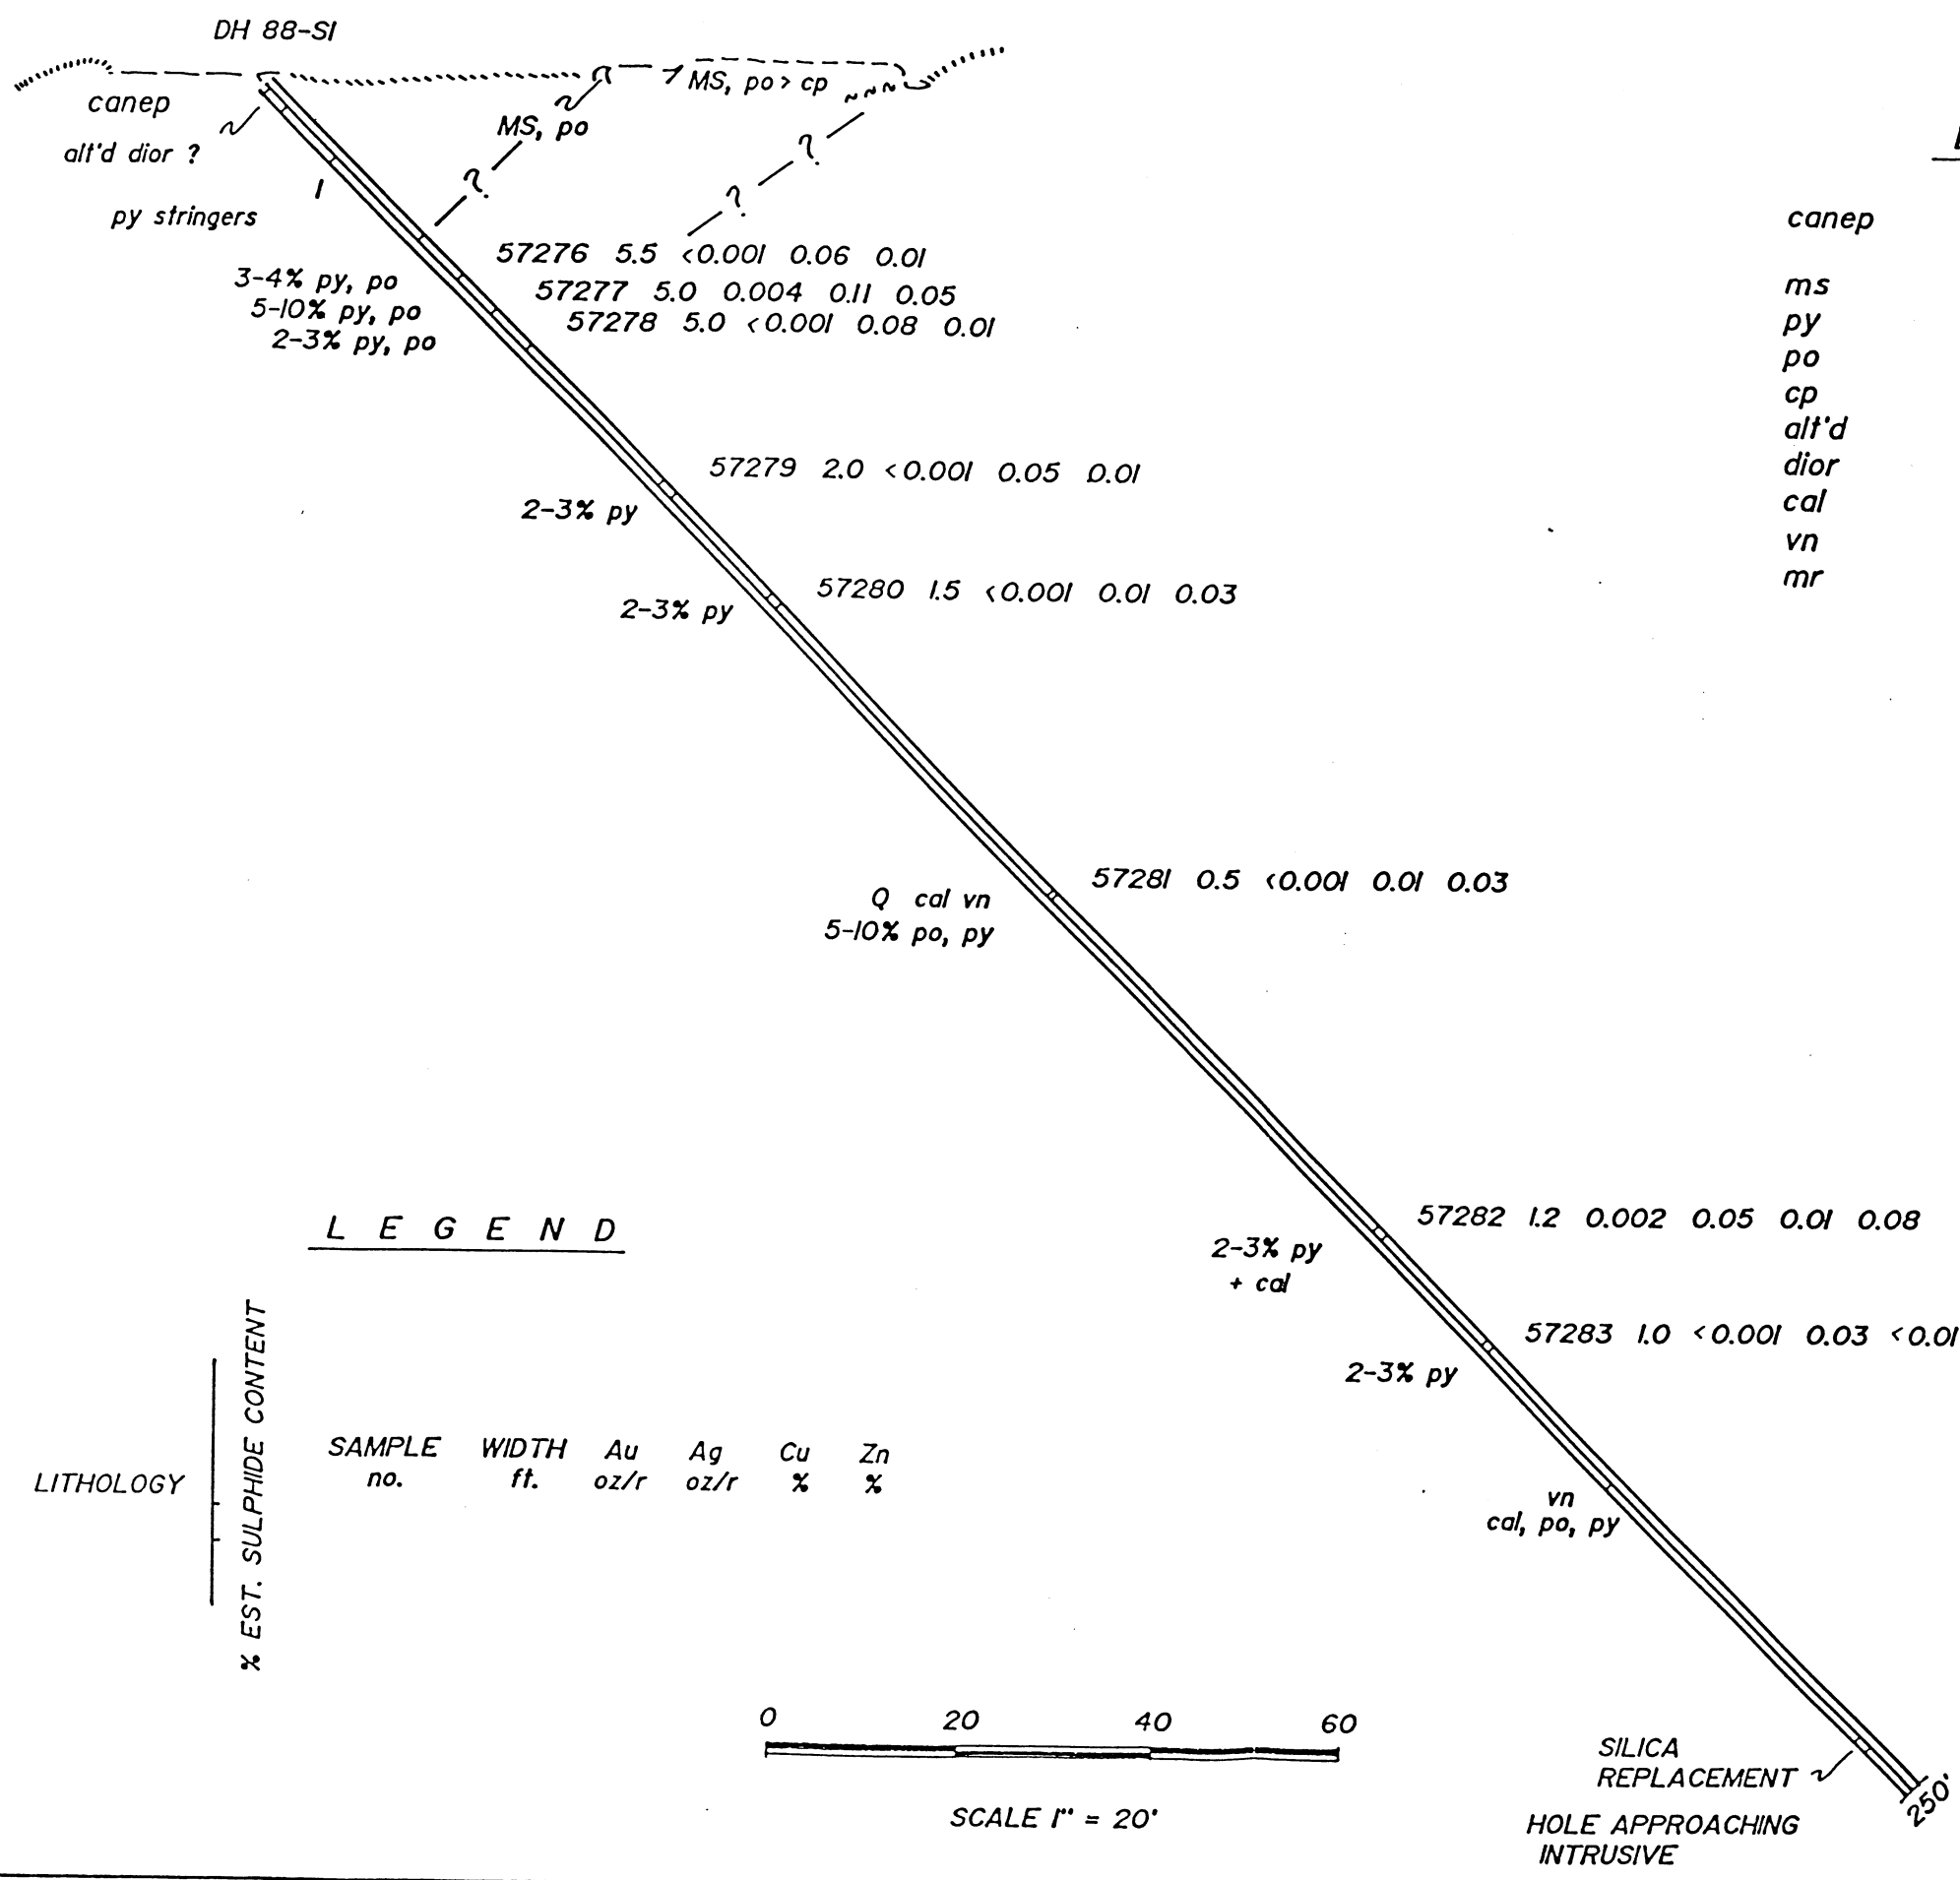 DH 88-S1
canep
alt'd dior ?
py stringers
MS, po > cp
MS, po
?
?
?
57276 5.5 <0.001 0.06 0.01
3-4% py, po
57277 5.0 0.004 0.11 0.05
5-10% py, po
57278 5.0 <0.001 0.08 0.01
2-3% py, po
57279 2.0 <0.001 0.05 0.01
2-3% py
57280 1.5 <0.001 0.01 0.03
2-3% py
57281 0.5 <0.001 0.01 0.03
Q cal vn
5-10% po, py
57282 1.2 0.002 0.05 0.01 0.08
2-3% py
+ cal
57283 1.0 <0.001 0.03 <0.01
2-3% py
vn
cal, po, py
SILICA
REPLACEMENT
HOLE APPROACHING
INTRUSIVE
250'
canep
ms
py
po
cp
alt'd
dior
cal
vn
mr
LEGEND
LITHOLOGY
% EST. SULPHIDE CONTENT
SAMPLE WIDTH Au Ag Cu Zn
no. ft. oz/r oz/r % %
0 20 40 60
SCALE 1" = 20'